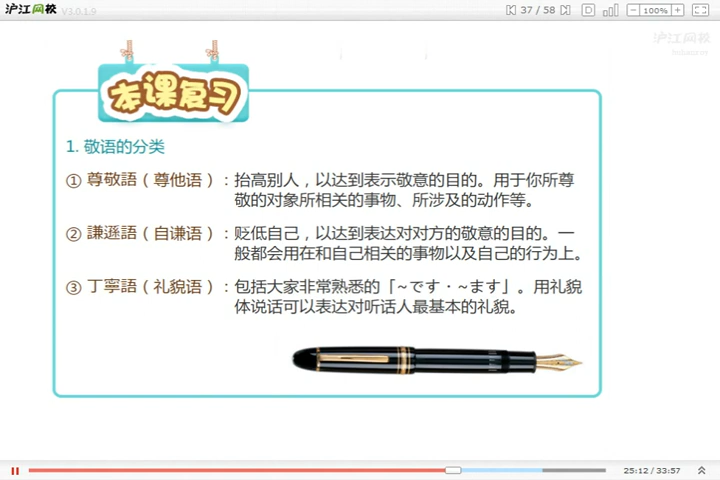 沪江网校 V3.0.1.9
37 / 58
D
100%
沪江网校
本课复习
1. 敬语的分类
① 尊敬語（尊他语）：抬高别人，以达到表示敬意的目的。用于你所尊
敬的对象所相关的事物、所涉及的动作等。
② 謙遜語（自谦语）：贬低自己，以达到表达对对方的敬意的目的。一
般都会用在和自己相关的事物以及自己的行为上。
③ 丁寧語（礼貌语）：包括大家非常熟悉的「~です・~ます」。用礼貌
体说话可以表达对听话人最基本的礼貌。
25:12 / 33:57